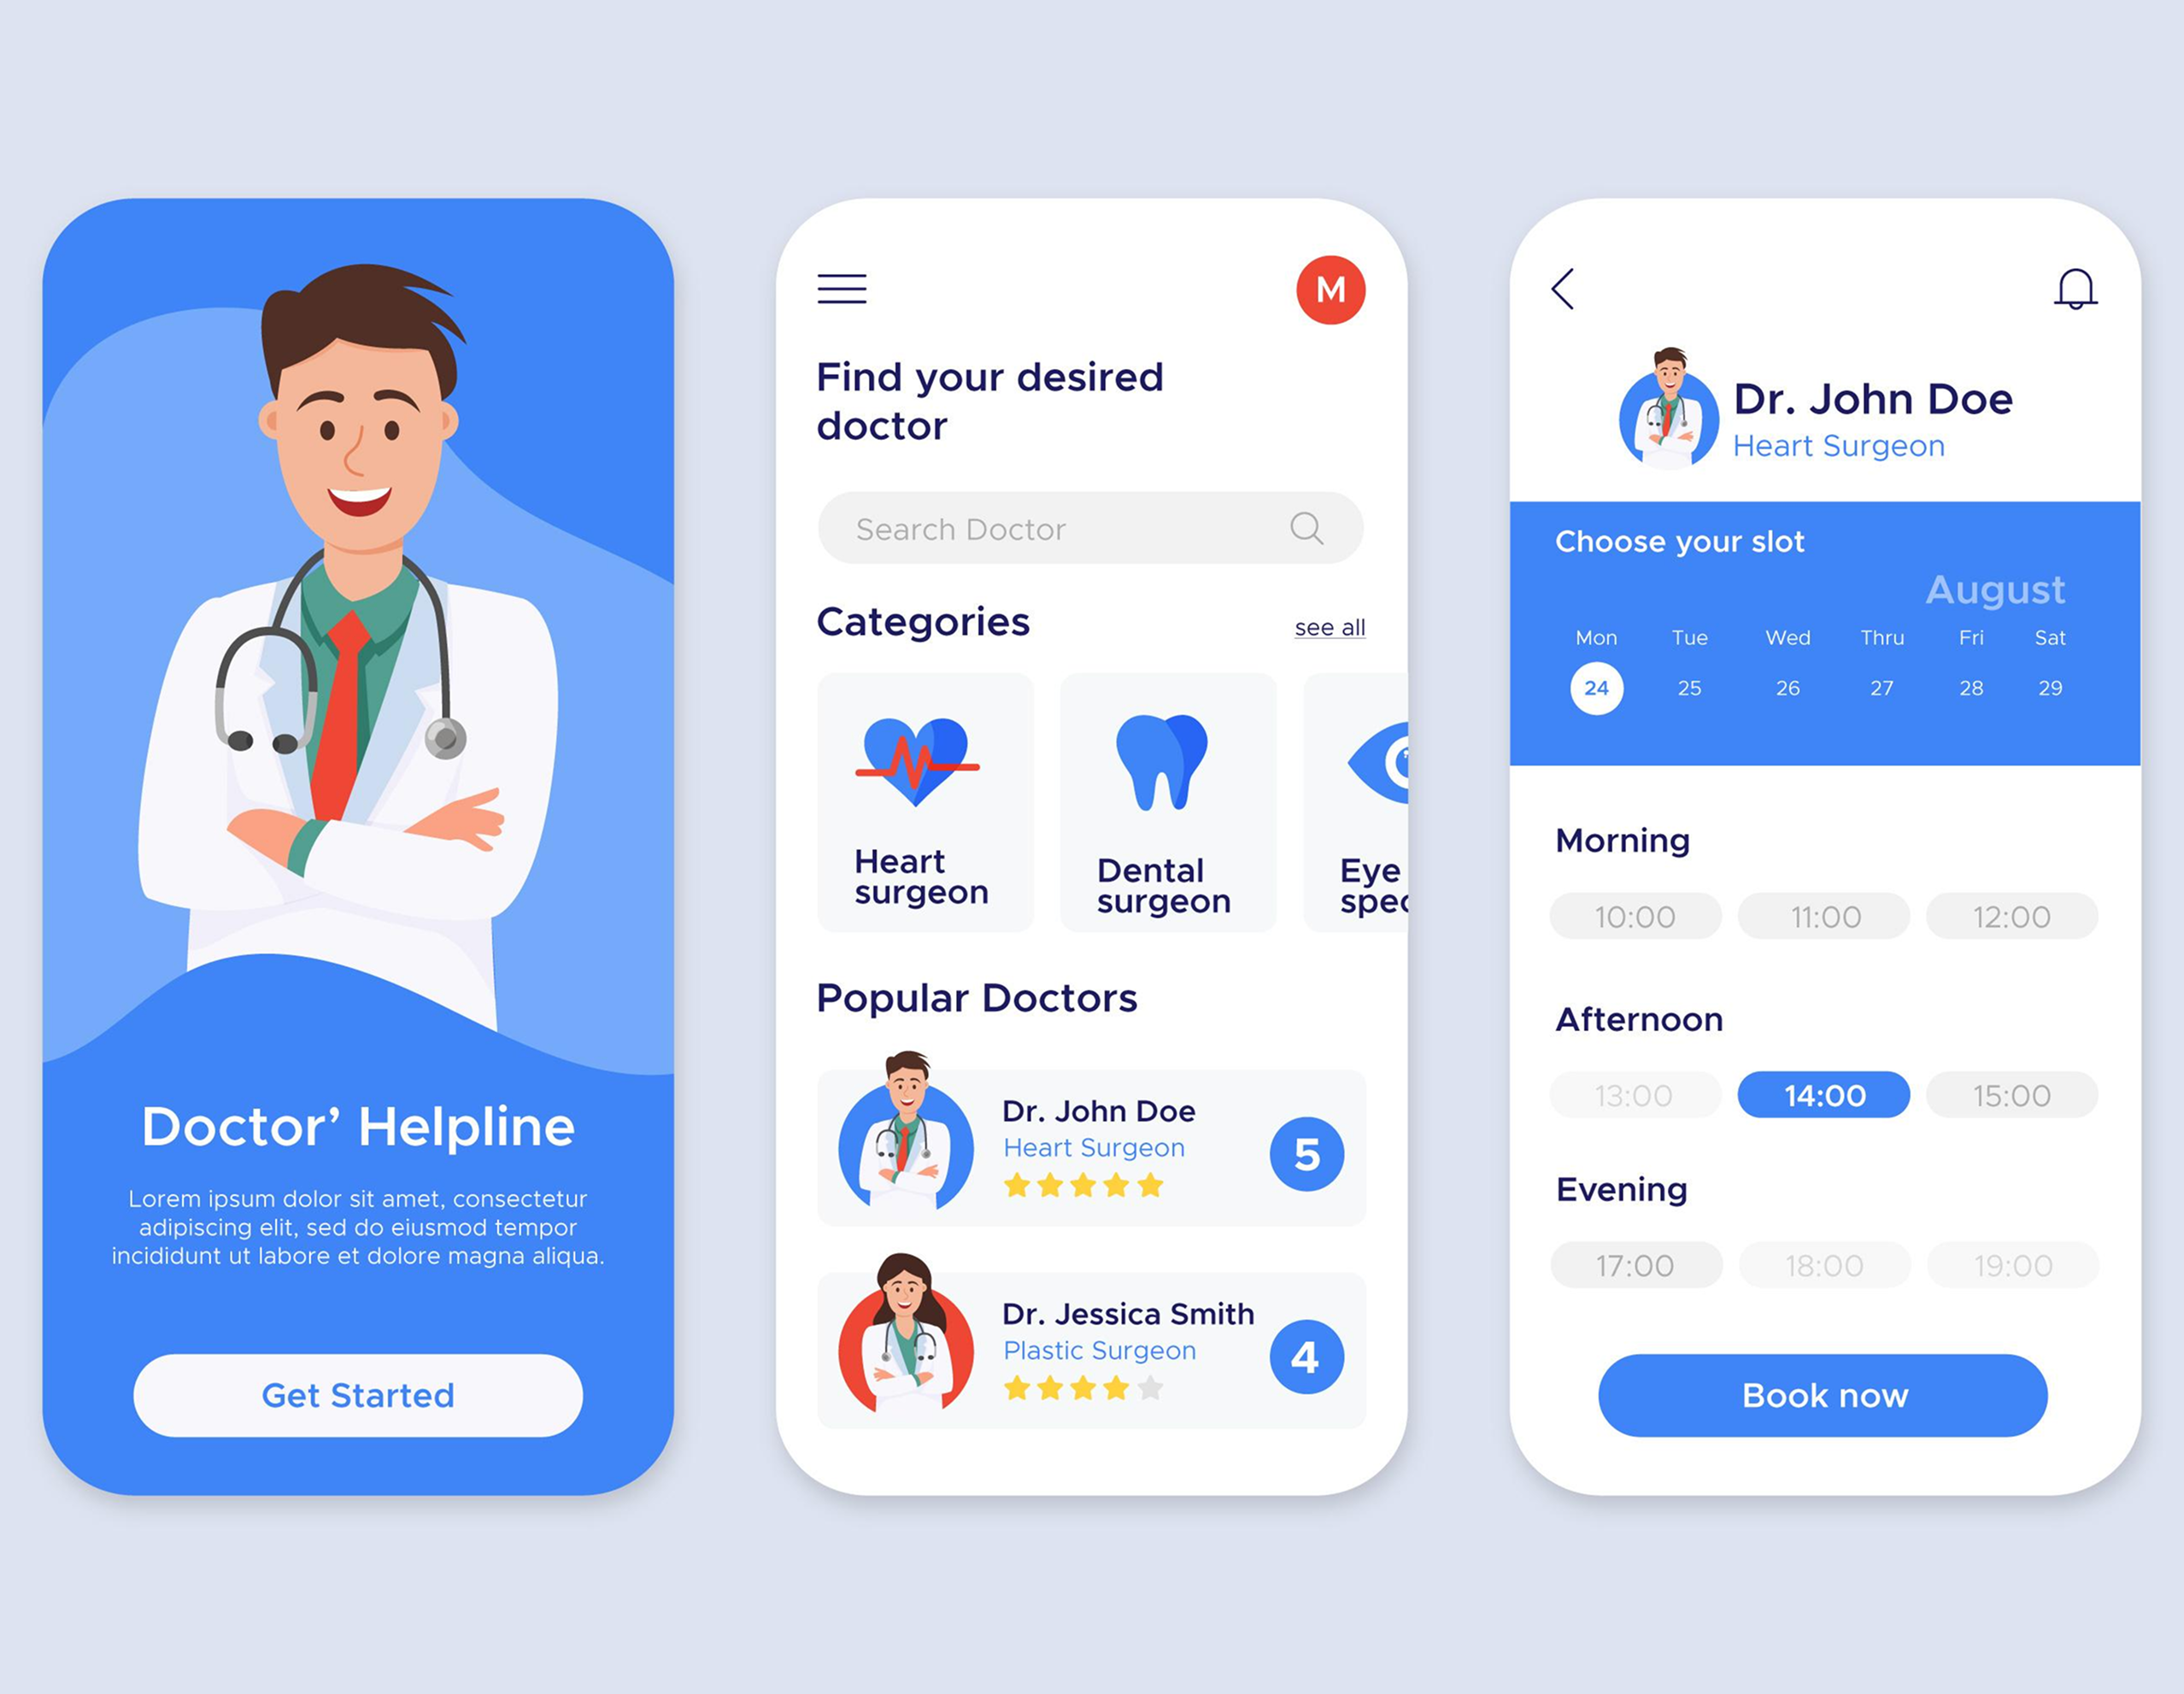 Doctor’ Helpline
Lorem ipsum dolor sit amet, consectetur
adipiscing elit, sed do eiusmod tempor
incididunt ut labore et dolore magna aliqua.
Get Started
M
Find your desired
doctor
Search Doctor
Categories
see all
Heart
surgeon
Dental
surgeon
Eye
spec
Popular Doctors
Dr. John Doe
Heart Surgeon
5
Dr. Jessica Smith
Plastic Surgeon
4
Dr. John Doe
Heart Surgeon
Choose your slot
August
Mon Tue Wed Thru Fri Sat
24 25 26 27 28 29
Morning
10:00 11:00 12:00
Afternoon
13:00 14:00 15:00
Evening
17:00 18:00 19:00
Book now